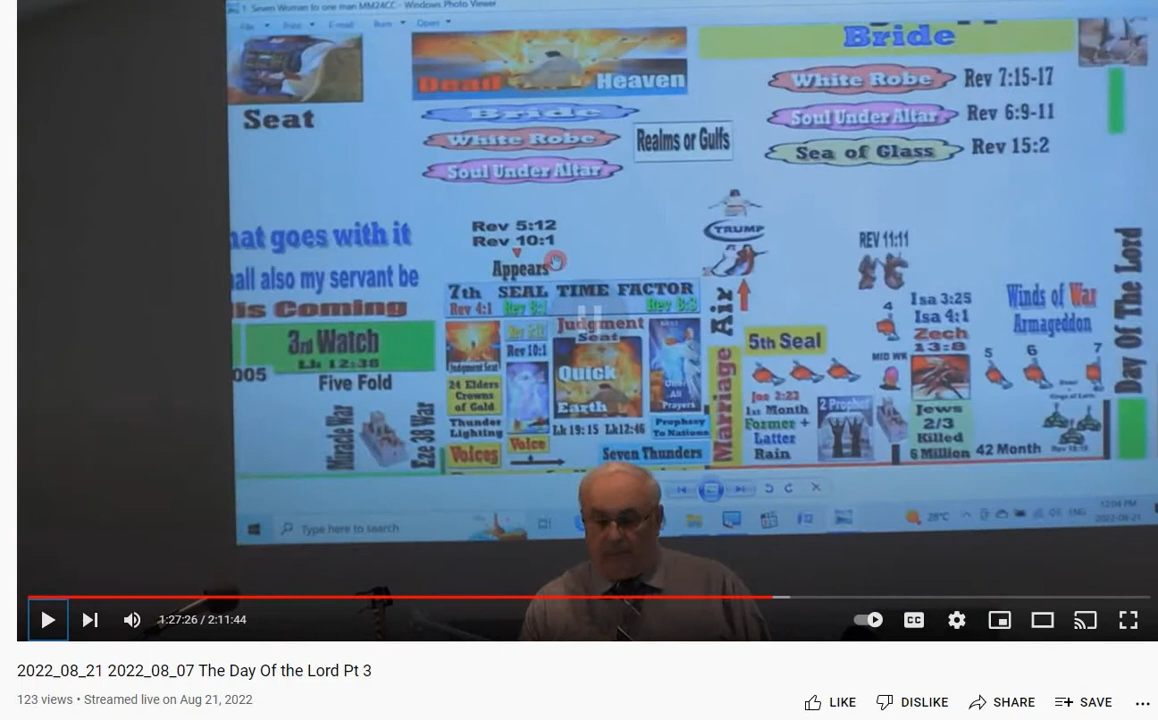 1 Seven Woman to one man MM24CC - Windows Photo Viewer
File Print E-mail Burn Open
Seat
Dead Heaven
Bride
White Robe
Soul Under Altar
Realms or Gulfs
Bride
White Robe Rev 7:15-17
Soul Under Altar Rev 6:9-11
Sea of Glass Rev 15:2
hat goes with it
all also my servant be
is Coming
3rd Watch
Lk 12:38
005
Five Fold
Miracle War
Eze 38 War
Rev 5:12
Rev 10:1
Appears
7th SEAL TIME FACTOR
Rev 4:1 Rev 8:1 Rev 8:3
Judgment Seat
24 Elders
Crowns
of Gold
Thunder
Lighting
Voices
Rev 10:1
Voice
Judgment
Seat
Quick
Earth
Lk 19:15 Lk12:46
All
Prayers
Prophesy
To Nations
Seven Thunders
TRUMP
Marriage Air
5th Seal
Joe 2:23
1st Month
Former +
Latter
Rain
2 Prophet
REV 11:11
MID WK
4
Isa 3:25
Isa 4:1
Zech
13:8
Jews
2/3
Killed
6 Million
Winds of War
Armageddon
5 6 7
42 Month
Day Of The Lord
Type here to search
28°C
ENG
12:04 PM
2022-08-21
1:27:26 / 2:11:44
CC
2022_08_21 2022_08_07 The Day Of the Lord Pt 3
123 views • Streamed live on Aug 21, 2022
LIKE DISLIKE SHARE SAVE